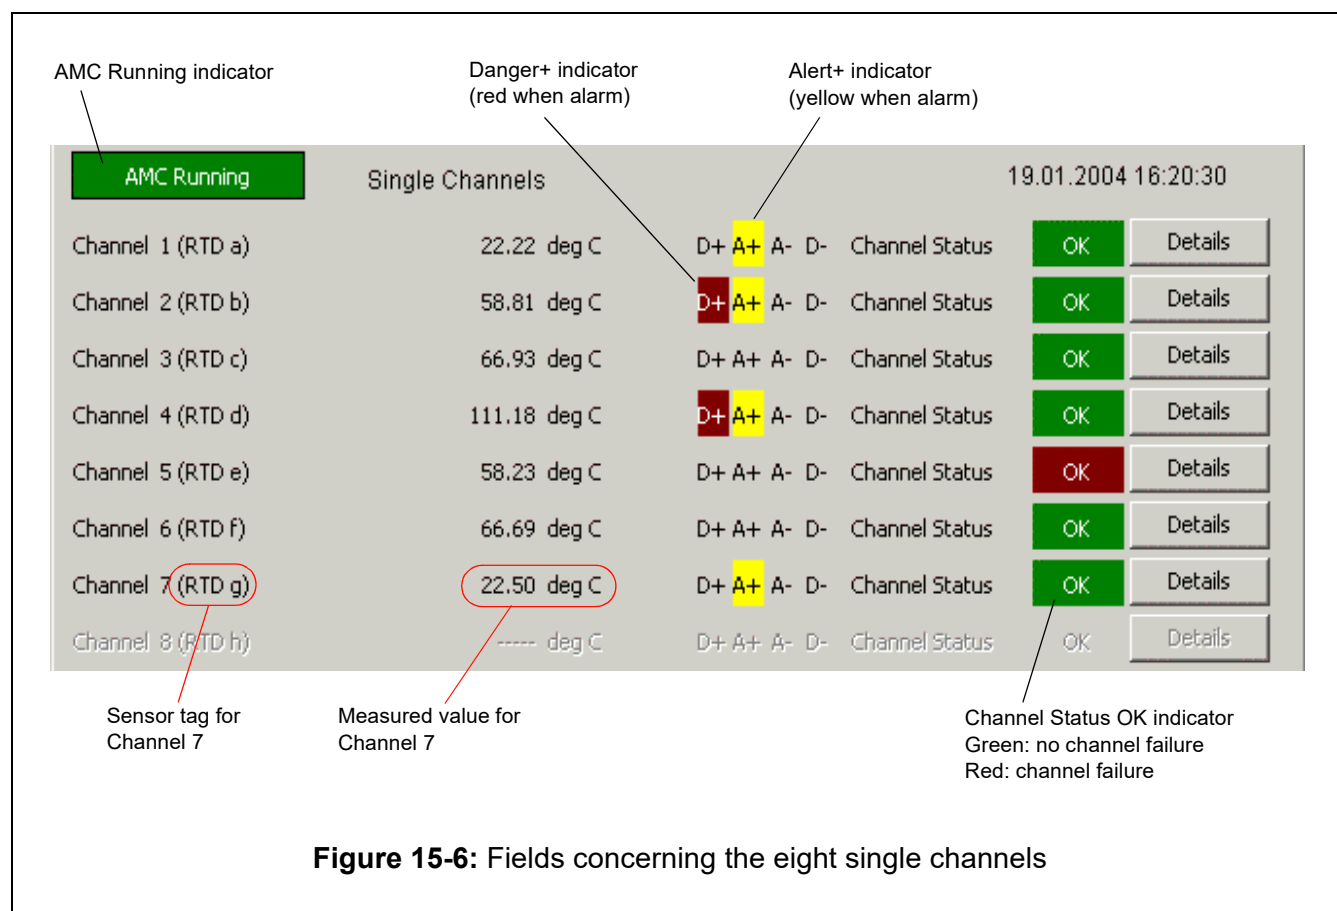 AMC Running indicator
Danger+ indicator
(red when alarm)
Alert+ indicator
(yellow when alarm)
AMC Running Single Channels 19.01.2004 16:20:30
Channel 1 (RTD a) 22.22 deg C D+ A+ A- D- Channel Status OK Details
Channel 2 (RTD b) 58.81 deg C D+ A+ A- D- Channel Status OK Details
Channel 3 (RTD c) 66.93 deg C D+ A+ A- D- Channel Status OK Details
Channel 4 (RTD d) 111.18 deg C D+ A+ A- D- Channel Status OK Details
Channel 5 (RTD e) 58.23 deg C D+ A+ A- D- Channel Status OK Details
Channel 6 (RTD f) 66.69 deg C D+ A+ A- D- Channel Status OK Details
Channel 7 (RTD g) 22.50 deg C D+ A+ A- D- Channel Status OK Details
Channel 8 (RTD h) ----- deg C D+ A+ A- D- Channel Status OK Details
Sensor tag for
Channel 7
Measured value for
Channel 7
Channel Status OK indicator
Green: no channel failure
Red: channel failure
Figure 15-6: Fields concerning the eight single channels